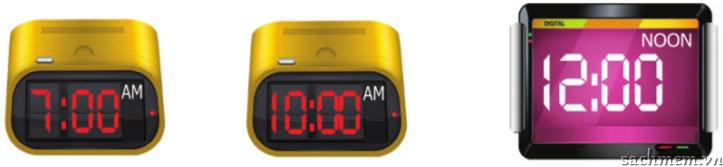 7:00 AM
10:00 AM
DIGITAL
NOON
12:00
sachmem.vn